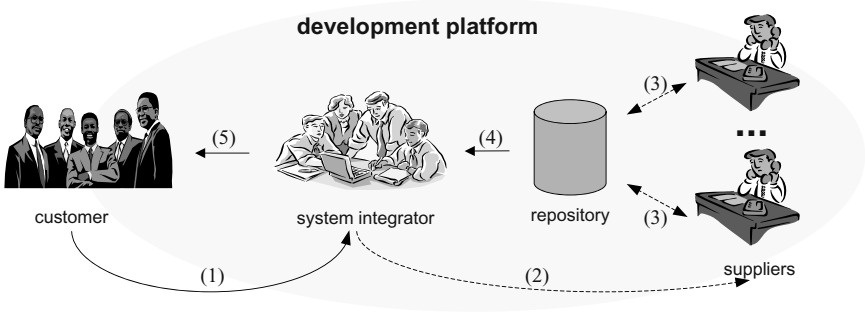 development platform
(3)
...
(5)
(4)
customer
system integrator
repository
(3)
suppliers
(1)
(2)